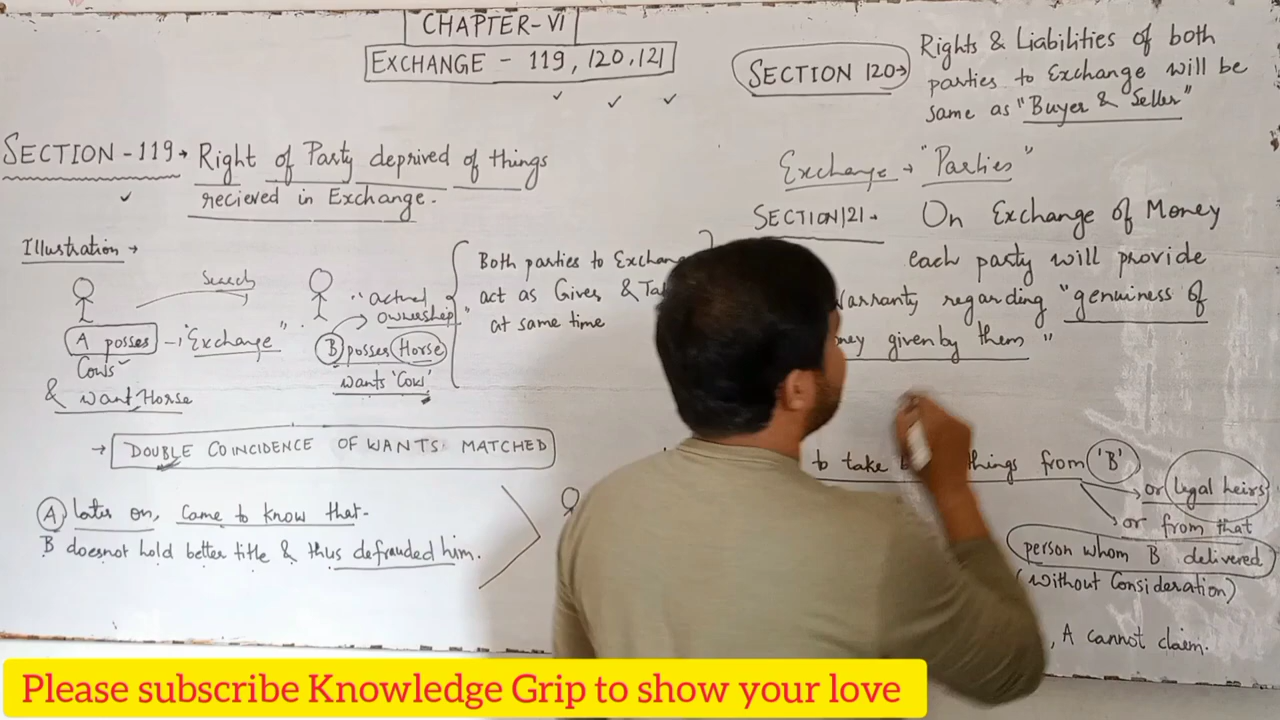 CHAPTER-VI
EXCHANGE - 119, 120, 121
SECTION -119→ Right of Party deprived of things
recieved in Exchange.
Illustration →
Search
A posses
Cows
& want Horse
→ "Exchange"
"actual
ownership"
B posses Horse
wants 'Cow'
Both parties to Exchang
act as Gives & Ta
at same time
→ DOUBLE COINCIDENCE OF WANTS MATCHED
A later on, Came to know that-
B doesnot hold better title & thus defrauded him.
SECTION 120→ Rights & Liabilities of both
parties to Exchange will be
same as "Buyer & Seller"
Exchange → "Parties"
SECTION 121→ On Exchange of Money
each party will provide
Warranty regarding "genuiness of
ney given by them"
to take things from 'B'
or legal heirs
or from that
person whom B delivered
(without Consideration)
, A cannot claim.
Please subscribe Knowledge Grip to show your love